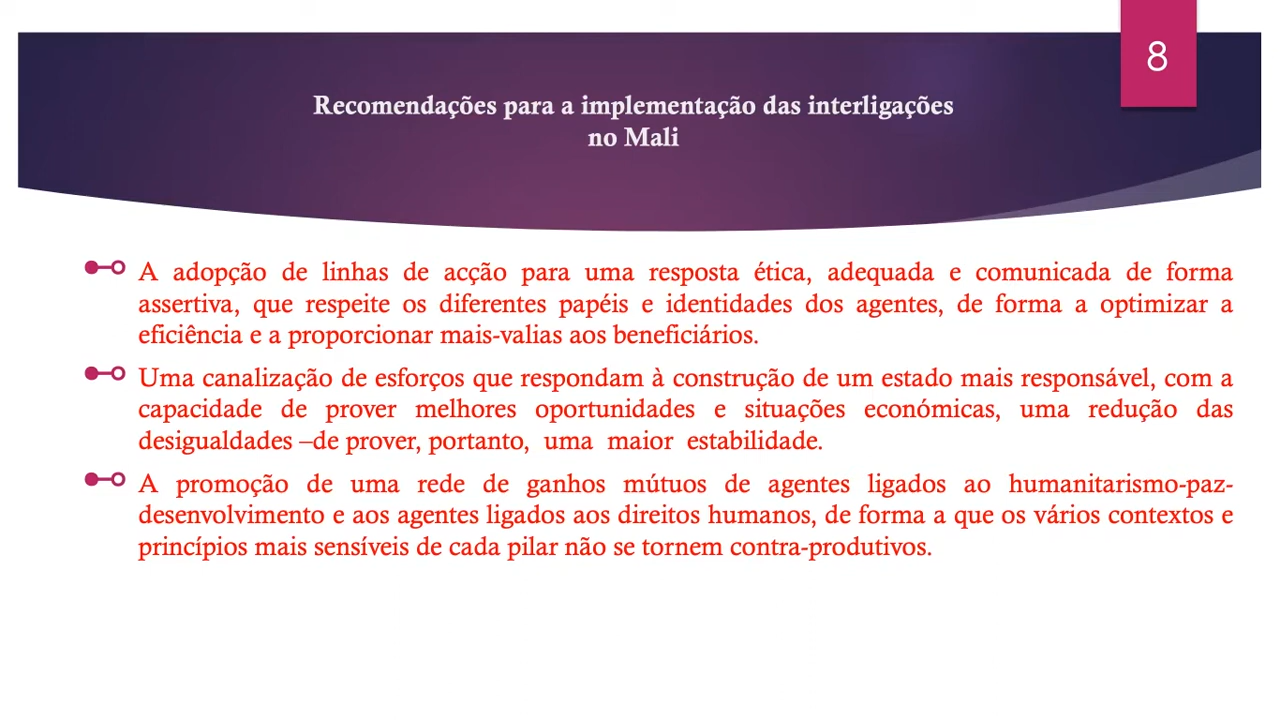 8
Recomendações para a implementação das interligações
no Mali
A adopção de linhas de acção para uma resposta ética, adequada e comunicada de forma
assertiva, que respeite os diferentes papéis e identidades dos agentes, de forma a optimizar a
eficiência e a proporcionar mais-valias aos beneficiários.
Uma canalização de esforços que respondam à construção de um estado mais responsável, com a
capacidade de prover melhores oportunidades e situações económicas, uma redução das
desigualdades –de prover, portanto, uma maior estabilidade.
A promoção de uma rede de ganhos mútuos de agentes ligados ao humanitarismo-paz-
desenvolvimento e aos agentes ligados aos direitos humanos, de forma a que os vários contextos e
princípios mais sensíveis de cada pilar não se tornem contra-produtivos.